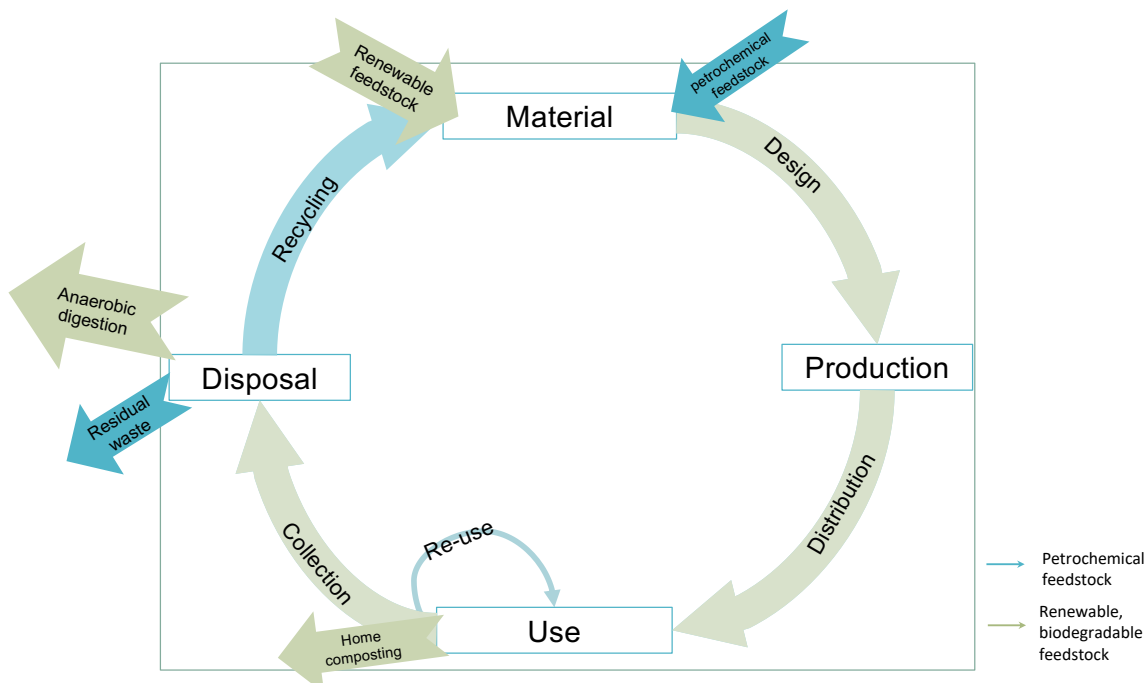 Renewable
feedstock
petrochemical
feedstock
Material
Design
Recycling
Anaerobic
digestion
Disposal
Production
Residual
waste
Distribution
Collection
Re-use
Use
Home
composting
Petrochemical
feedstock
Renewable,
biodegradable
feedstock